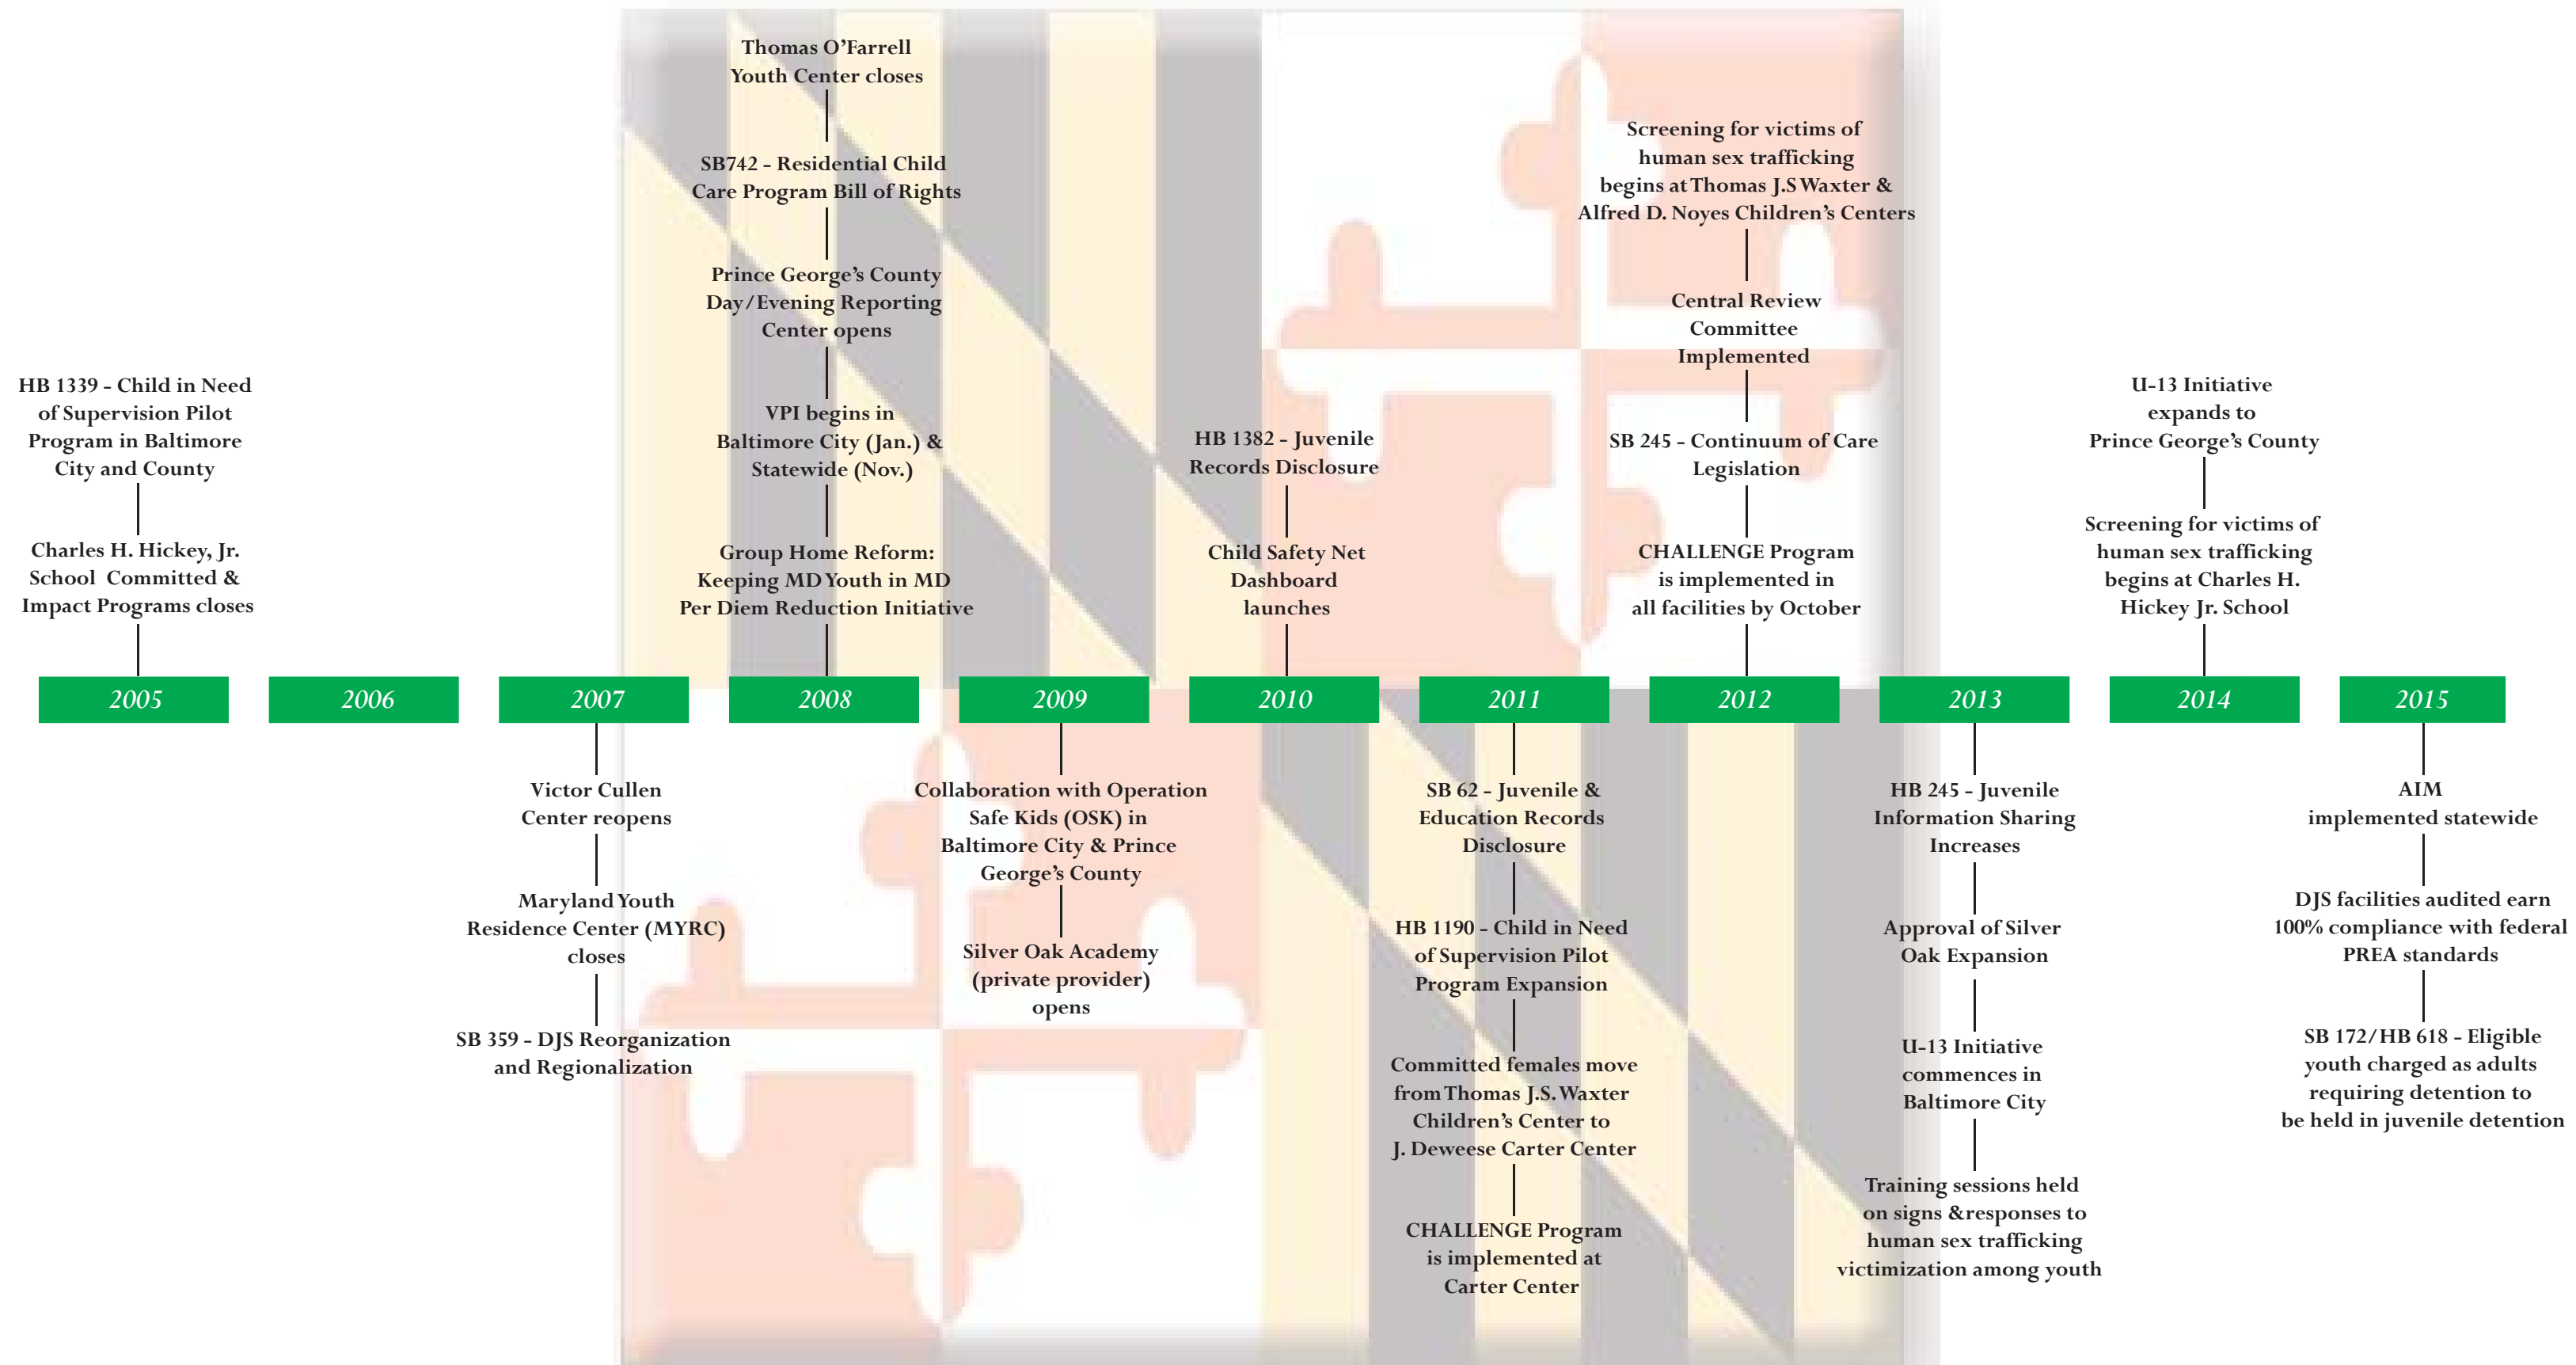 Thomas O’Farrell
Youth Center closes
SB742 - Residential Child
Care Program Bill of Rights
Prince George’s County
Day/Evening Reporting
Center opens
VPI begins in
Baltimore City (Jan.) &
Statewide (Nov.)
Group Home Reform:
Keeping MD Youth in MD
Per Diem Reduction Initiative
HB 1339 - Child in Need
of Supervision Pilot
Program in Baltimore
City and County
Charles H. Hickey, Jr.
School Committed &
Impact Programs closes
HB 1382 - Juvenile
Records Disclosure
Child Safety Net
Dashboard
launches
Screening for victims of
human sex trafficking
begins at Thomas J.S Waxter &
Alfred D. Noyes Children’s Centers
Central Review
Committee
Implemented
SB 245 - Continuum of Care
Legislation
CHALLENGE Program
is implemented in
all facilities by October
U-13 Initiative
expands to
Prince George’s County
Screening for victims of
human sex trafficking
begins at Charles H.
Hickey Jr. School
2005
2006
2007
2008
2009
2010
2011
2012
2013
2014
2015
Victor Cullen
Center reopens
Maryland Youth
Residence Center (MYRC)
closes
SB 359 - DJS Reorganization
and Regionalization
Collaboration with Operation
Safe Kids (OSK) in
Baltimore City & Prince
George’s County
Silver Oak Academy
(private provider)
opens
SB 62 - Juvenile &
Education Records
Disclosure
HB 1190 - Child in Need
of Supervision Pilot
Program Expansion
Committed females move
from Thomas J.S. Waxter
Children’s Center to
J. Deweese Carter Center
CHALLENGE Program
is implemented at
Carter Center
HB 245 - Juvenile
Information Sharing
Increases
Approval of Silver
Oak Expansion
U-13 Initiative
commences in
Baltimore City
Training sessions held
on signs &responses to
human sex trafficking
victimization among youth
AIM
implemented statewide
DJS facilities audited earn
100% compliance with federal
PREA standards
SB 172/HB 618 - Eligible
youth charged as adults
requiring detention to
be held in juvenile detention